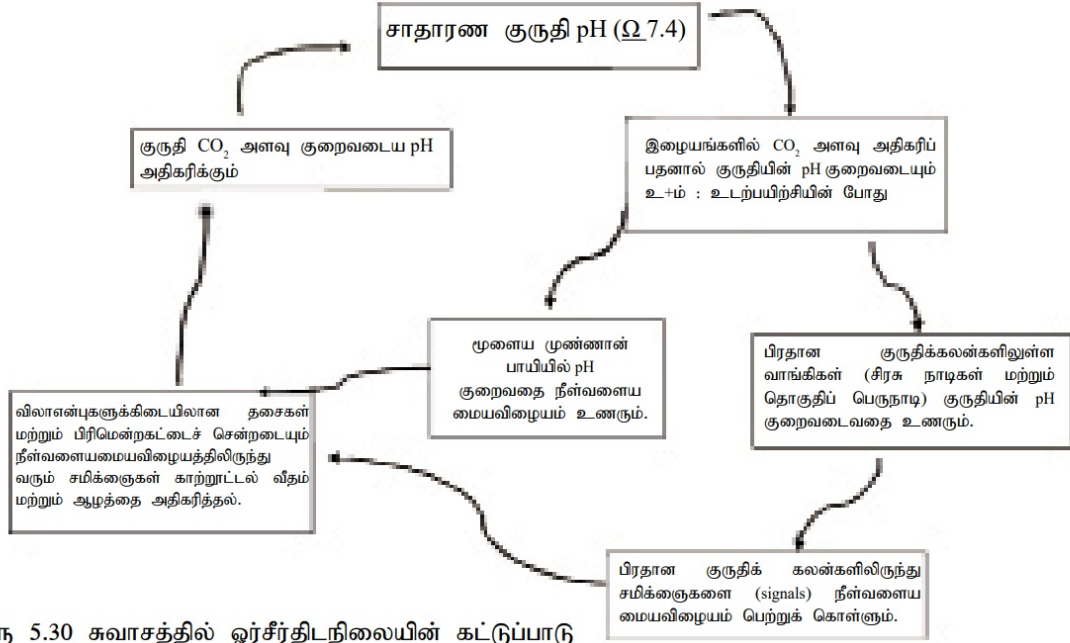 சாதாரண குருதி pH (Ω 7.4)
குருதி CO₂ அளவு குறைவடைய pH
அதிகரிக்கும்
இழையங்களில் CO₂ அளவு அதிகரிப்
பதனால் குருதியின் pH குறைவடையும்
உ+ம் : உடற்பயிற்சியின் போது
மூளைய முண்ணான்
பாயியில் pH
குறைவதை நீள்வளைய
மையவிழையம் உணரும்.
பிரதான குருதிக்கலன்களிலுள்ள
வாங்கிகள் (சிரசு நாடிகள் மற்றும்
தொகுதிப் பெருநாடி) குருதியின் pH
குறைவடைவதை உணரும்.
விலாஎன்புகளுக்கிடையிலான தசைகள்
மற்றும் பிரிமென்றகட்டைச் சென்றடையும்
நீள்வளையமையவிழையத்திலிருந்து
வரும் சமிக்ஞைகள் காற்றூட்டல் வீதம்
மற்றும் ஆழத்தை அதிகரித்தல்.
பிரதான குருதிக் கலன்களிலிருந்து
சமிக்ஞைகளை (signals) நீள்வளைய
மையவிழையம் பெற்றுக் கொள்ளும்.
ரு 5.30 சுவாசத்தில் ஓர்சீர்திடநிலையின் கட்டுப்பாடு